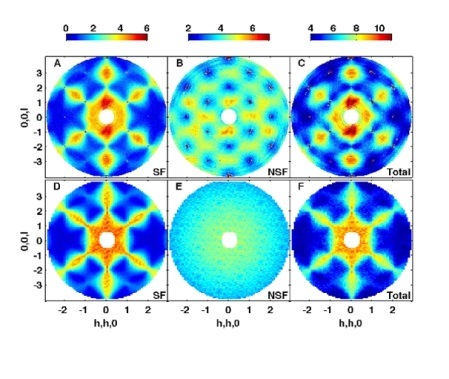 0 2 4 6
2 4 6
4 6 8 10
A
B
C
0,0,l
3
2
1
0
-1
-2
-3
SF
NSF
Total
D
E
F
0,0,l
3
2
1
0
-1
-2
-3
SF
NSF
Total
-2 -1 0 1 2
-2 -1 0 1 2
-2 -1 0 1 2
h,h,0
h,h,0
h,h,0